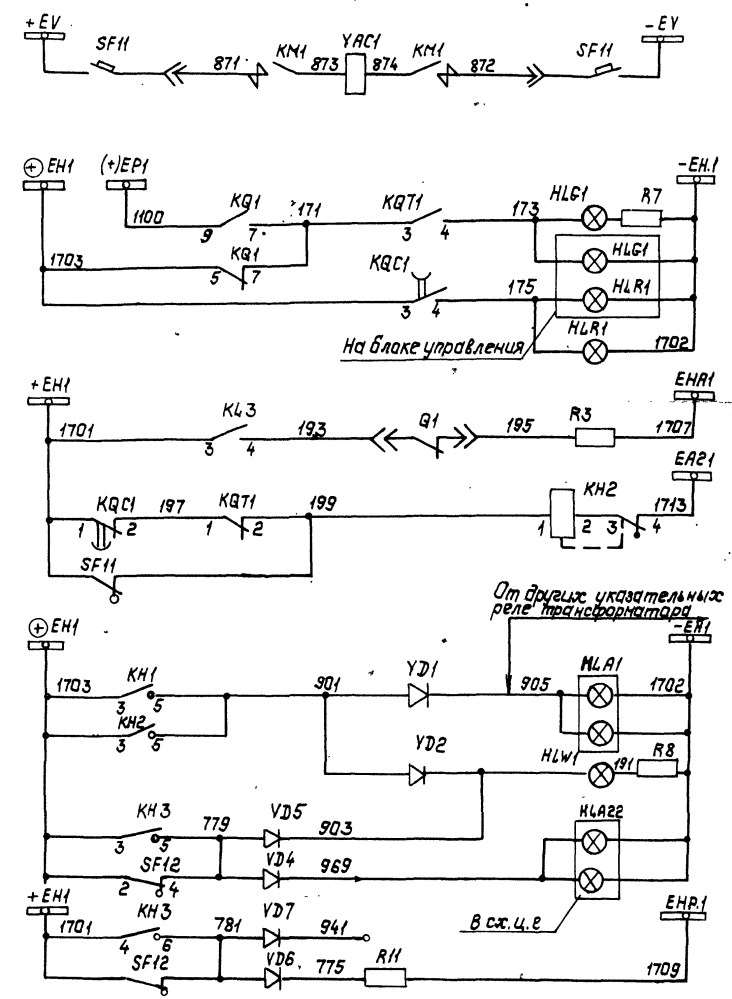 +EV
-EY
SF11
871
KM1
873
YAC1
874
KM1
872
SF11
⊕EH1
(+)EP1
-EH.1
1100
KQ1
9
7
171
KQT1
3
4
173
HLG1
R7
1703
KQ1
5
7
KQC1
3
4
175
HLG1
HLR1
HLR1
1702
На блоке управления
+EH1
EHA1
1701
KL3
3
4
193
Q1
195
R3
1707
EA21
KQC1
1
2
197
KQT1
1
2
199
KH2
1
2
3
4
1713
SF11
От других указательных
реле трансформатора
⊕EH1
-EH1
1703
KH1
3
5
901
VD1
905
HLA1
1702
KH2
3
5
VD2
HLW1
191
R8
KH3
3
5
779
VD5
903
HLA22
SF12
2
4
VD4
969
+EH1
В сх. ц. г
EHP.1
1701
KH3
4
6
781
VD7
941
SF12
VD6
775
R11
1709